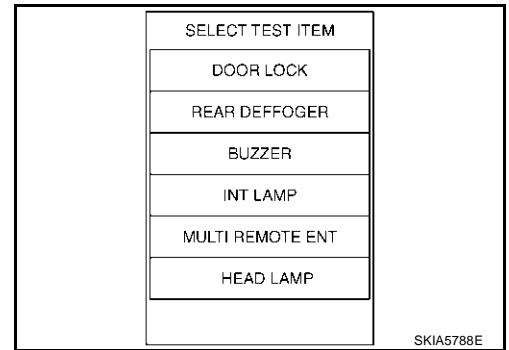 SELECT TEST ITEM
DOOR LOCK
REAR DEFFOGER
BUZZER
INT LAMP
MULTI REMOTE ENT
HEAD LAMP
SKIA5788E